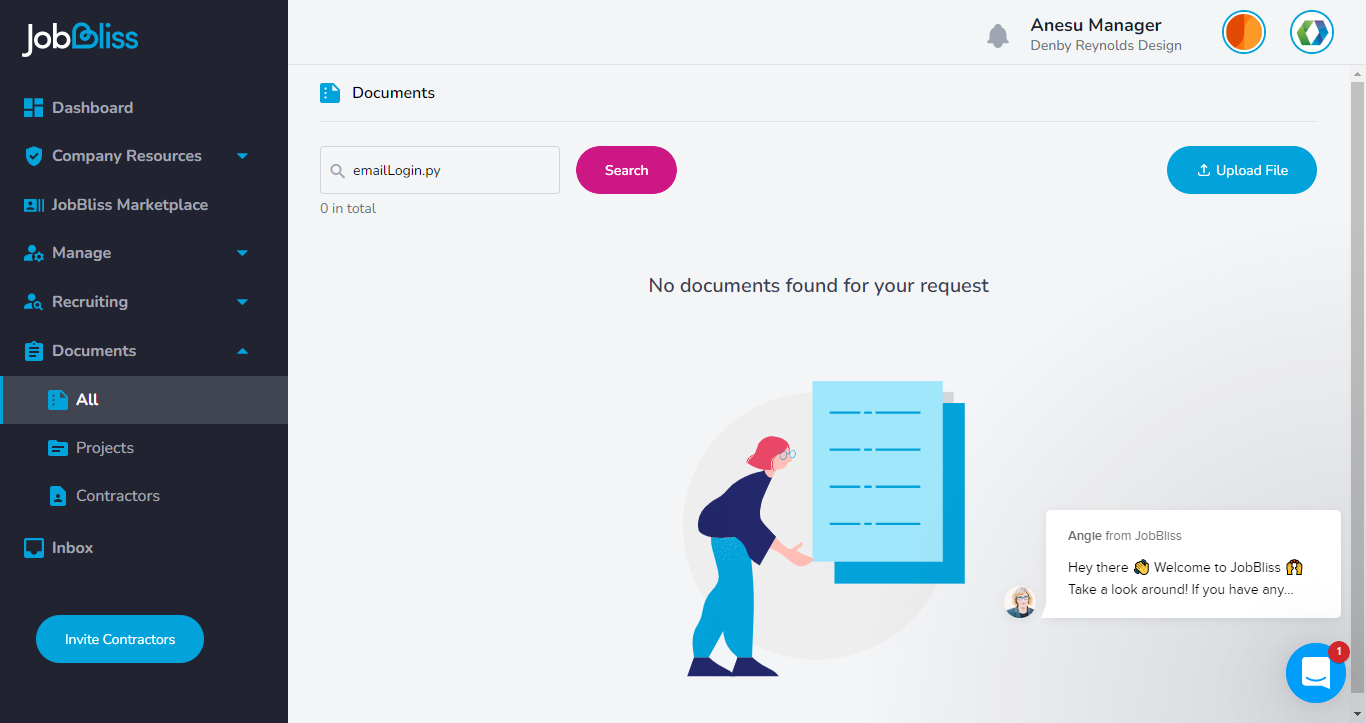 JobBliss
Dashboard
Company Resources
JobBliss Marketplace
Manage
Recruiting
Documents
All
Projects
Contractors
Inbox
Invite Contractors
Anesu Manager
Denby Reynolds Design
Documents
emailLogin.py
Search
Upload File
0 in total
No documents found for your request
Angie from JobBliss
Hey there 👋 Welcome to JobBliss 🙌
Take a look around! If you have any...
1